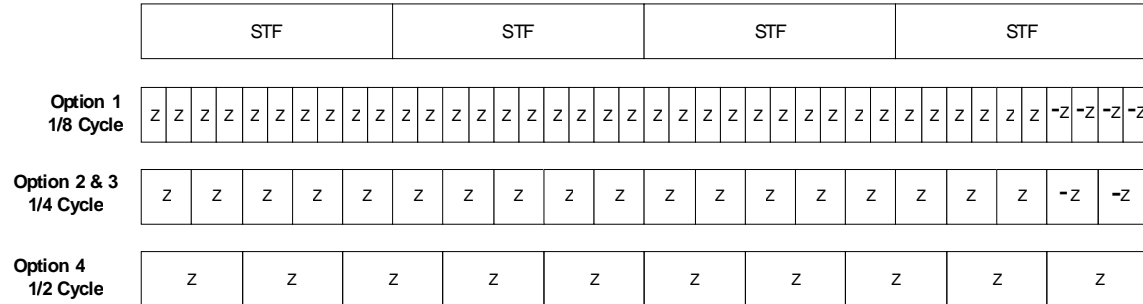 STF STF STF STF
Option 1
1/8 Cycle
z z z z z z z z z z z z z z z z z z z z z z z z z z z z z z z z z z z z -z -z -z -z
Option 2 & 3
1/4 Cycle
z z z z z z z z z z z z z z z z z z -z -z
Option 4
1/2 Cycle
z z z z z z z z z z